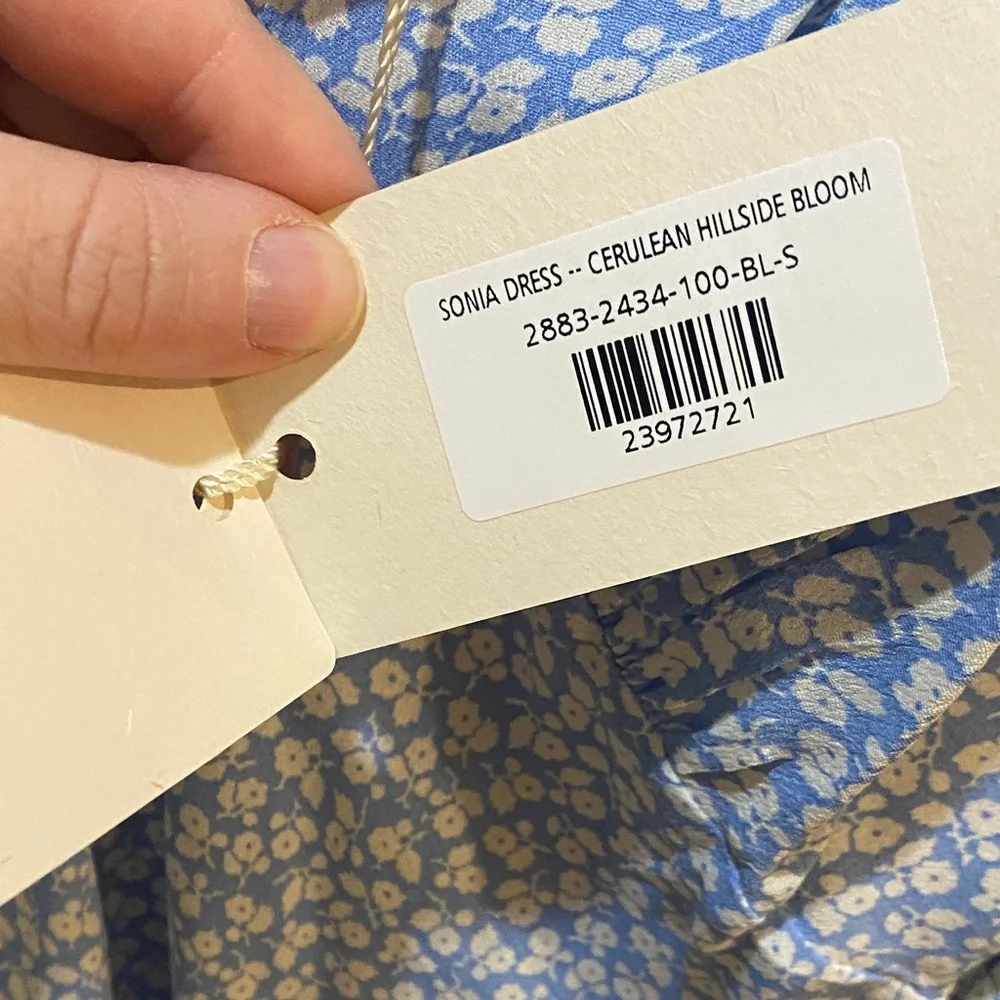 SONIA DRESS -- CERULEAN HILLSIDE BLOOM
2883-2434-100-BL-S
23972721